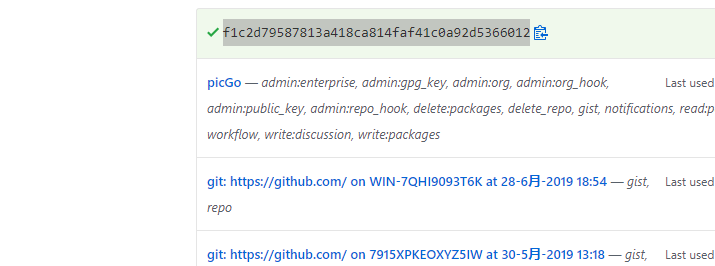 f1c2d79587813a418ca814faf41c0a92d5366012
picGo — admin:enterprise, admin:gpg_key, admin:org, admin:org_hook, Last used
admin:public_key, admin:repo_hook, delete:packages, delete_repo, gist, notifications, read:p
workflow, write:discussion, write:packages
git: https://github.com/ on WIN-7QHI9093T6K at 28-6月-2019 18:54 — gist, Last used
repo
git: https://github.com/ on 7915XPKEOXYZ5IW at 30-5月-2019 13:18 — gist, Last used